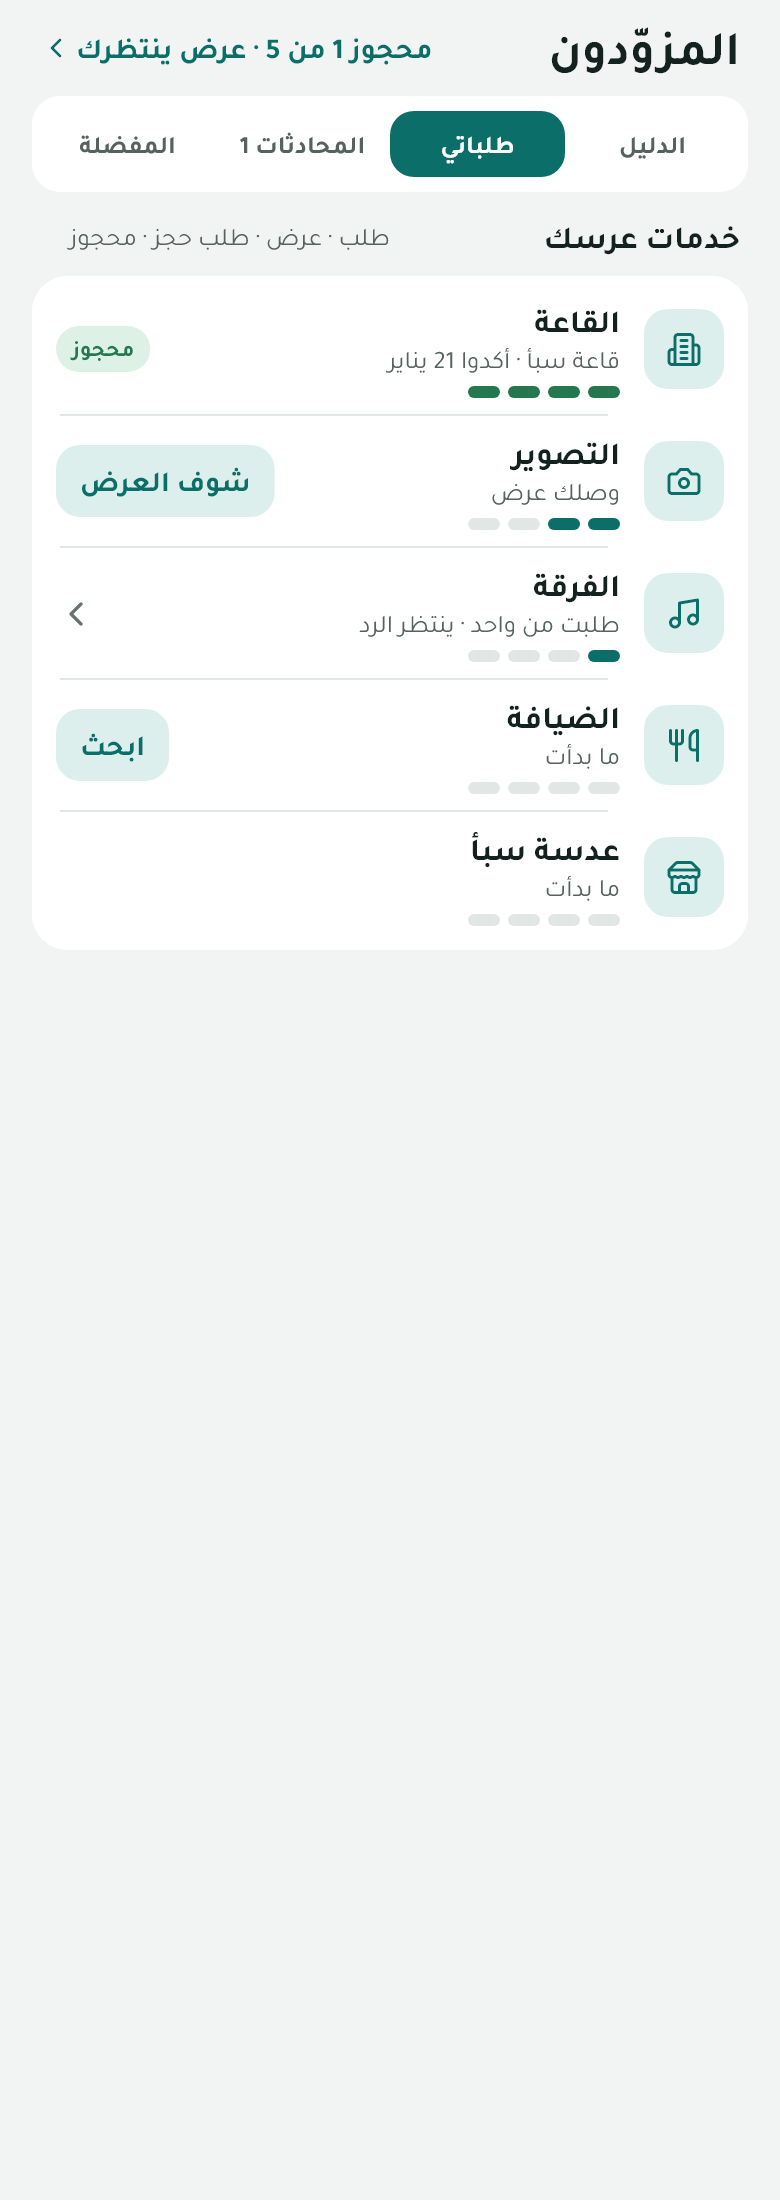 المزوّدون
محجوز 1 من 5 · عرض ينتظرك
الدليل
طلباتي
المحادثات 1
المفضلة
خدمات عرسك
طلب · عرض · طلب حجز · محجوز
القاعة
قاعة سبأ · أكدوا 21 يناير
محجوز
التصوير
وصلك عرض
شوف العرض
الفرقة
طلبت من واحد · ينتظر الرد
الضيافة
ما بدأت
ابحث
عدسة سبأ
ما بدأت